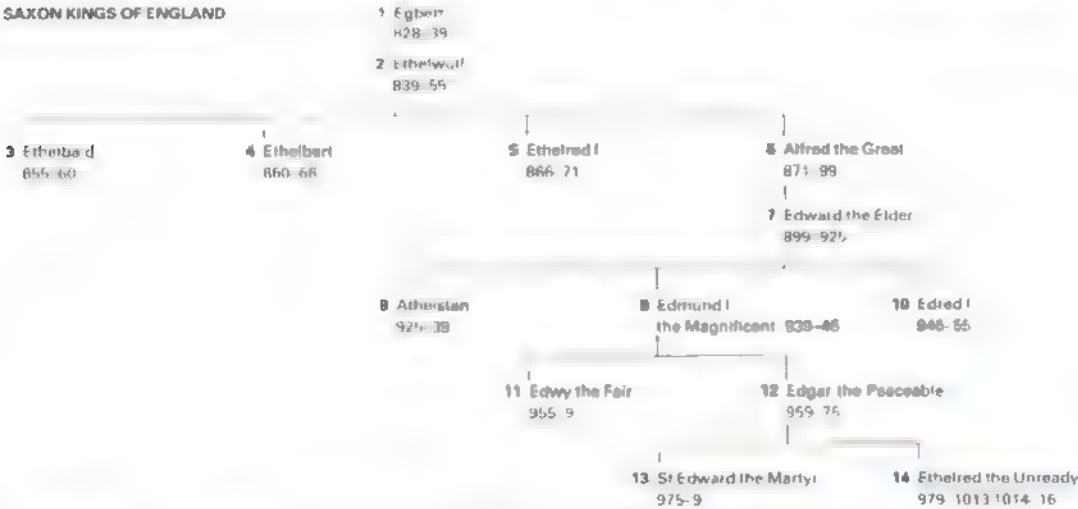 SAXON KINGS OF ENGLAND
1 Egbert
828-39
2 Ethelwulf
839-55
3 Ethelbald
855-60
4 Ethelbert
860-66
5 Ethelred I
866-71
6 Alfred the Great
871-99
7 Edward the Elder
899-925
8 Athelstan
925-39
9 Edmund I
the Magnificent 939-46
10 Edred I
946-55
11 Edwy the Fair
955-9
12 Edgar the Peaceable
959-75
13 St Edward the Martyr
975-9
14 Ethelred the Unready
979-1013 1014-16